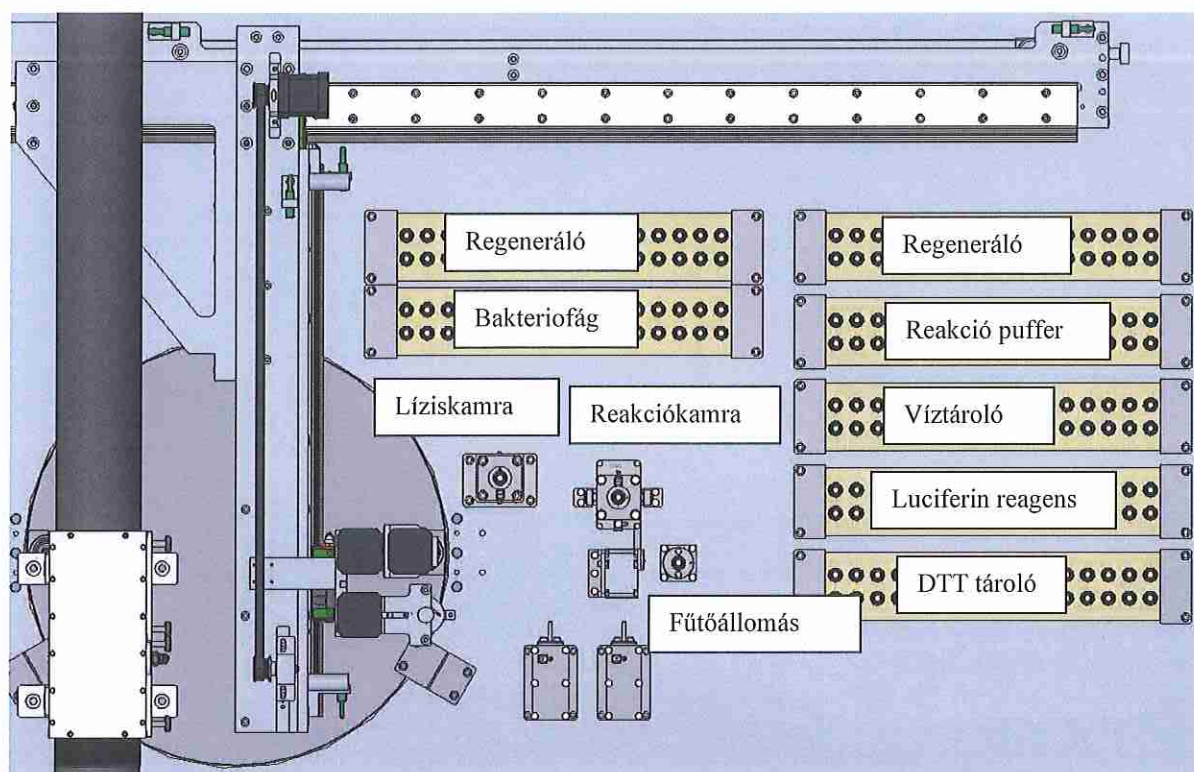 Regeneráló
Regeneráló
Bakteriofág
Reakció puffer
Líziskamra
Reakciókamra
Víztároló
Luciferin reagens
DTT tároló
Fűtőállomás